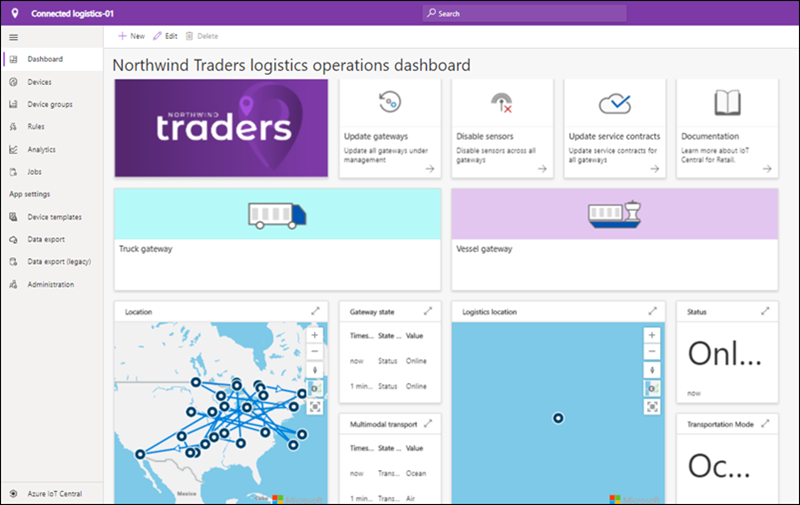 Connected logistics-01
Search
New Edit Delete
Dashboard
Devices
Device groups
Rules
Analytics
Jobs
App settings
Device templates
Data export
Data export (legacy)
Administration
Azure IoT Central
Northwind Traders logistics operations dashboard
NORTHWIND
traders
Update gateways
Update all gateways under
management
Disable sensors
Disable sensors across all
gateways
Update service contracts
Update service contracts for
all gateways
Documentation
Learn more about IoT
Central for Retail.
Truck gateway
Vessel gateway
Location
Mexico
Microsoft
Gateway state
Times... State ... Value
now Status Online
1 min... Status Online
Multimodal transport
Times... State ... Value
now Trans... Ocean
1 min... Trans... Air
Logistics location
Microsoft
Status
Onl...
now
Transportation Mode
Oc...